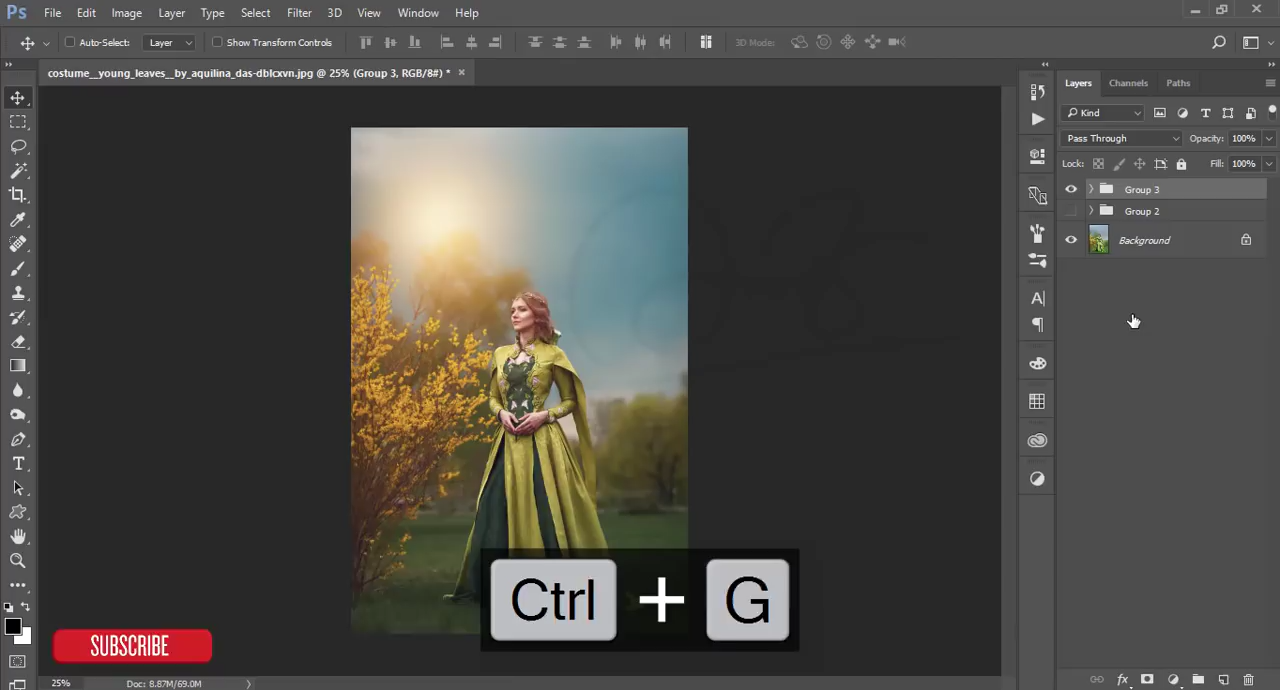 Ps File Edit Image Layer Type Select Filter 3D View Window Help
Auto-Select: Layer Show Transform Controls 3D Mode:
costume__young_leaves__by_aquilina_das-dblcxvn.jpg @ 25% (Group 3, RGB/8#) * ×
Layers Channels Paths
Kind
Pass Through Opacity: 100%
Lock: Fill: 100%
Group 3
Group 2
Background
Ctrl + G
SUBSCRIBE
25% Doc: 8.87M/69.0M